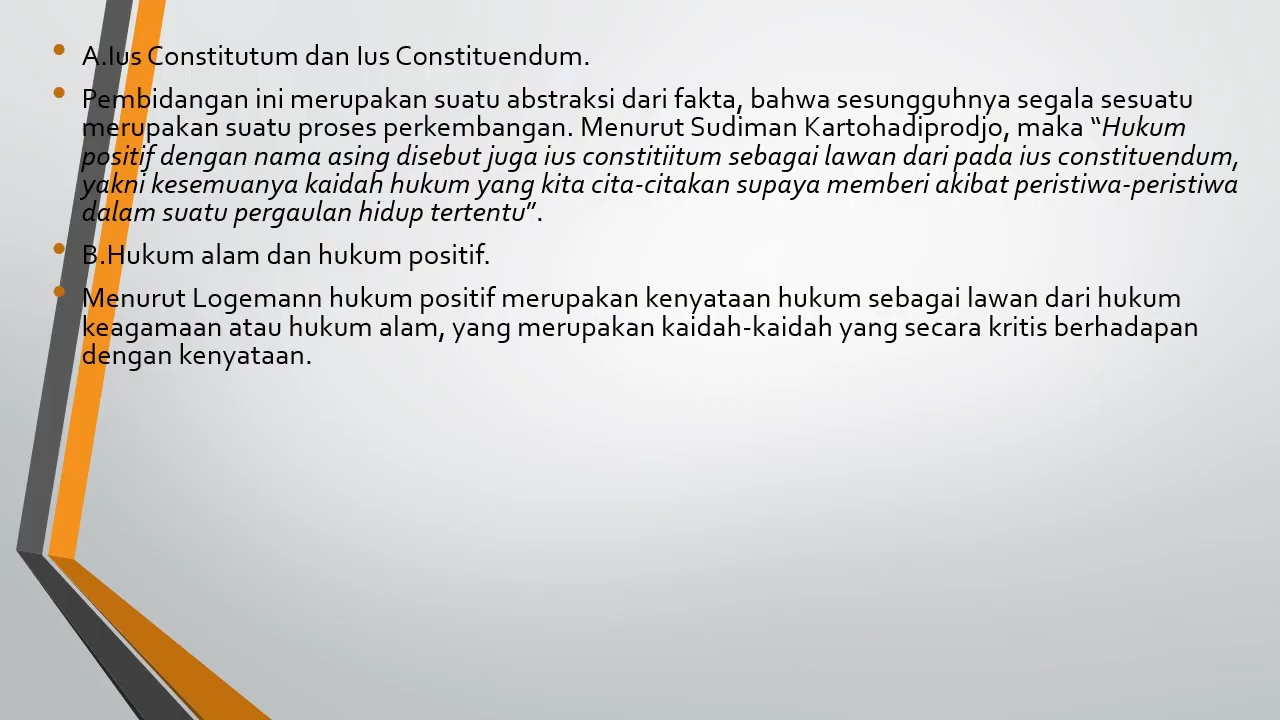 • A.Ius Constitutum dan Ius Constituendum.
• Pembidangan ini merupakan suatu abstraksi dari fakta, bahwa sesungguhnya segala sesuatu
merupakan suatu proses perkembangan. Menurut Sudiman Kartohadiprodjo, maka “Hukum
positif dengan nama asing disebut juga ius constitiitum sebagai lawan dari pada ius constituendum,
yakni kesemuanya kaidah hukum yang kita cita-citakan supaya memberi akibat peristiwa-peristiwa
dalam suatu pergaulan hidup tertentu”.
• B.Hukum alam dan hukum positif.
• Menurut Logemann hukum positif merupakan kenyataan hukum sebagai lawan dari hukum
keagamaan atau hukum alam, yang merupakan kaidah-kaidah yang secara kritis berhadapan
dengan kenyataan.